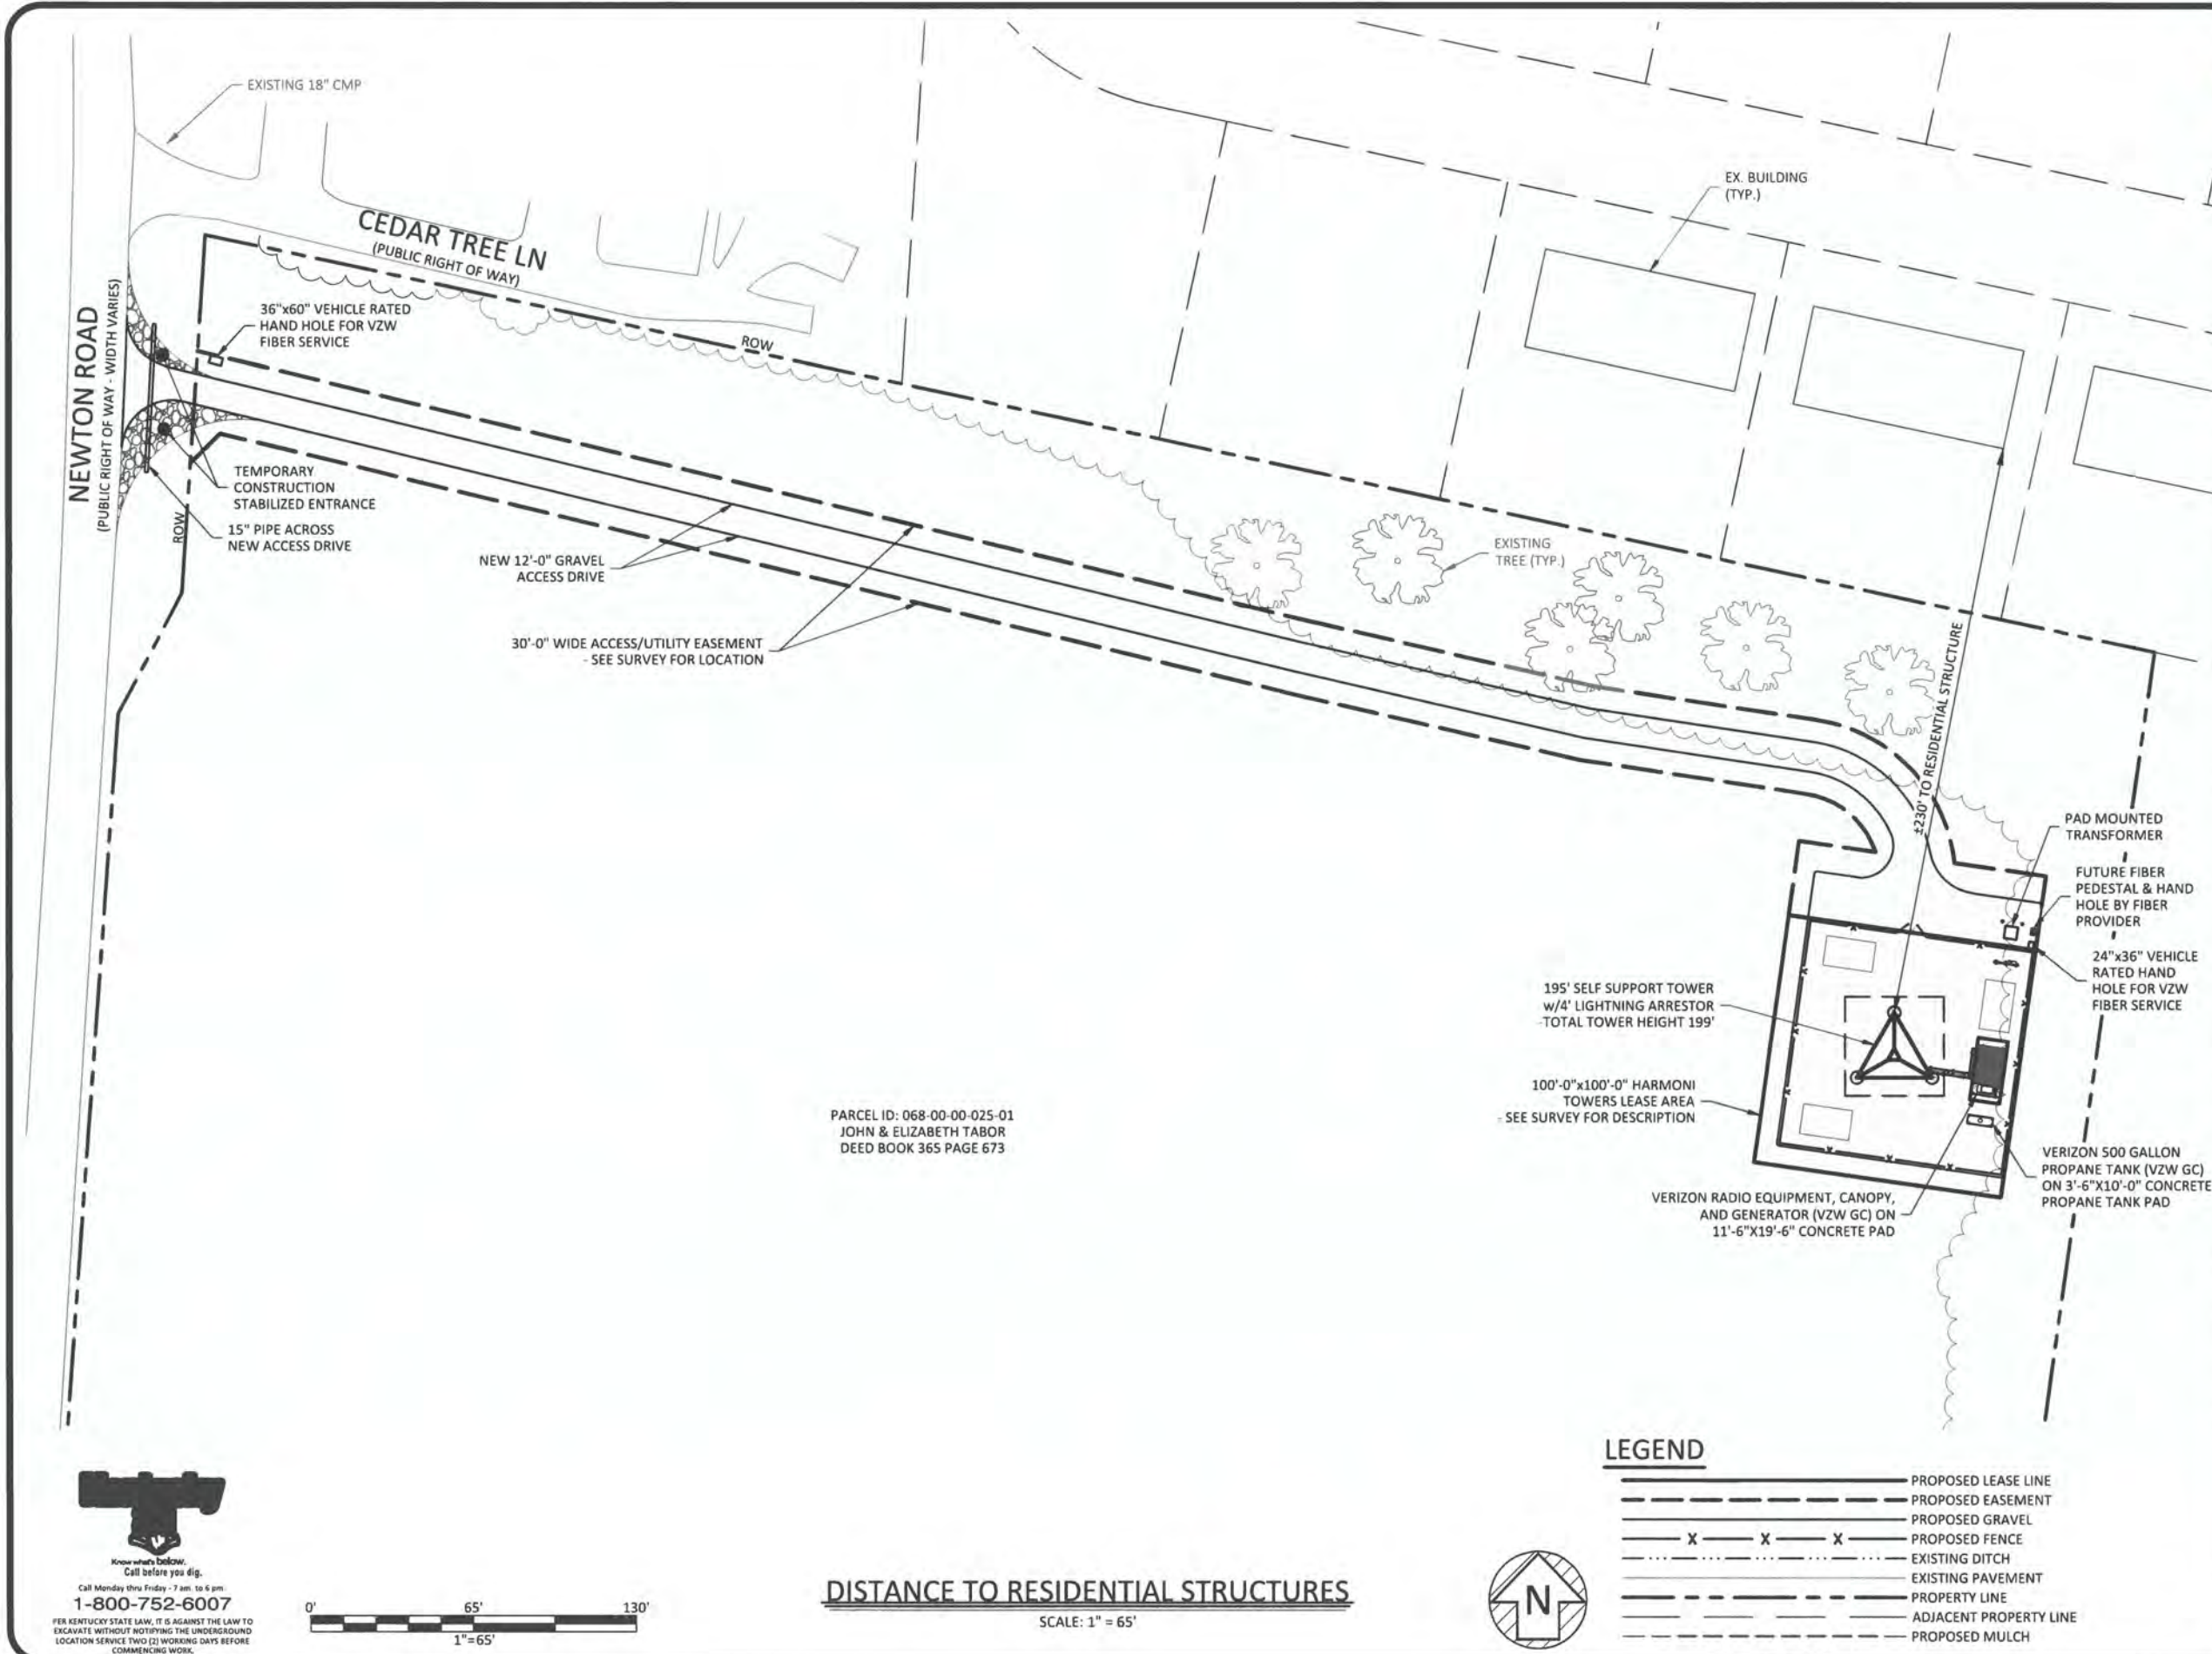 EXISTING 18" CMP
CEDAR TREE LN
(PUBLIC RIGHT OF WAY)
NEWTON ROAD
(PUBLIC RIGHT OF WAY - WIDTH VARIES)
36"x60" VEHICLE RATED
HAND HOLE FOR VZW
FIBER SERVICE
ROW
EX. BUILDING
(TYP.)
TEMPORARY
CONSTRUCTION
STABILIZED ENTRANCE
15" PIPE ACROSS
NEW ACCESS DRIVE
ROW
NEW 12'-0" GRAVEL
ACCESS DRIVE
EXISTING
TREE (TYP.)
30'-0" WIDE ACCESS/UTILITY EASEMENT
- SEE SURVEY FOR LOCATION
±230' TO RESIDENTIAL STRUCTURE
PAD MOUNTED
TRANSFORMER
FUTURE FIBER
PEDESTAL & HAND
HOLE BY FIBER
PROVIDER
24"x36" VEHICLE
RATED HAND
HOLE FOR VZW
FIBER SERVICE
195' SELF SUPPORT TOWER
w/4' LIGHTNING ARRESTOR
-TOTAL TOWER HEIGHT 199'
100'-0"x100'-0" HARMONI
TOWERS LEASE AREA
- SEE SURVEY FOR DESCRIPTION
PARCEL ID: 068-00-00-025-01
JOHN & ELIZABETH TABOR
DEED BOOK 365 PAGE 673
VERIZON 500 GALLON
PROPANE TANK (VZW GC)
ON 3'-6"X10'-0" CONCRETE
PROPANE TANK PAD
VERIZON RADIO EQUIPMENT, CANOPY,
AND GENERATOR (VZW GC) ON
11'-6"X19'-6" CONCRETE PAD
Know what's below.
Call before you dig.
Call Monday thru Friday - 7 am to 6 pm
1-800-752-6007
PER KENTUCKY STATE LAW, IT IS AGAINST THE LAW TO
EXCAVATE WITHOUT NOTIFYING THE UNDERGROUND
LOCATION SERVICE TWO (2) WORKING DAYS BEFORE
COMMENCING WORK.
0' 65' 130'
1"=65'
DISTANCE TO RESIDENTIAL STRUCTURES
SCALE: 1" = 65'
N
LEGEND
PROPOSED LEASE LINE
PROPOSED EASEMENT
PROPOSED GRAVEL
X X X PROPOSED FENCE
EXISTING DITCH
EXISTING PAVEMENT
PROPERTY LINE
ADJACENT PROPERTY LINE
PROPOSED MULCH